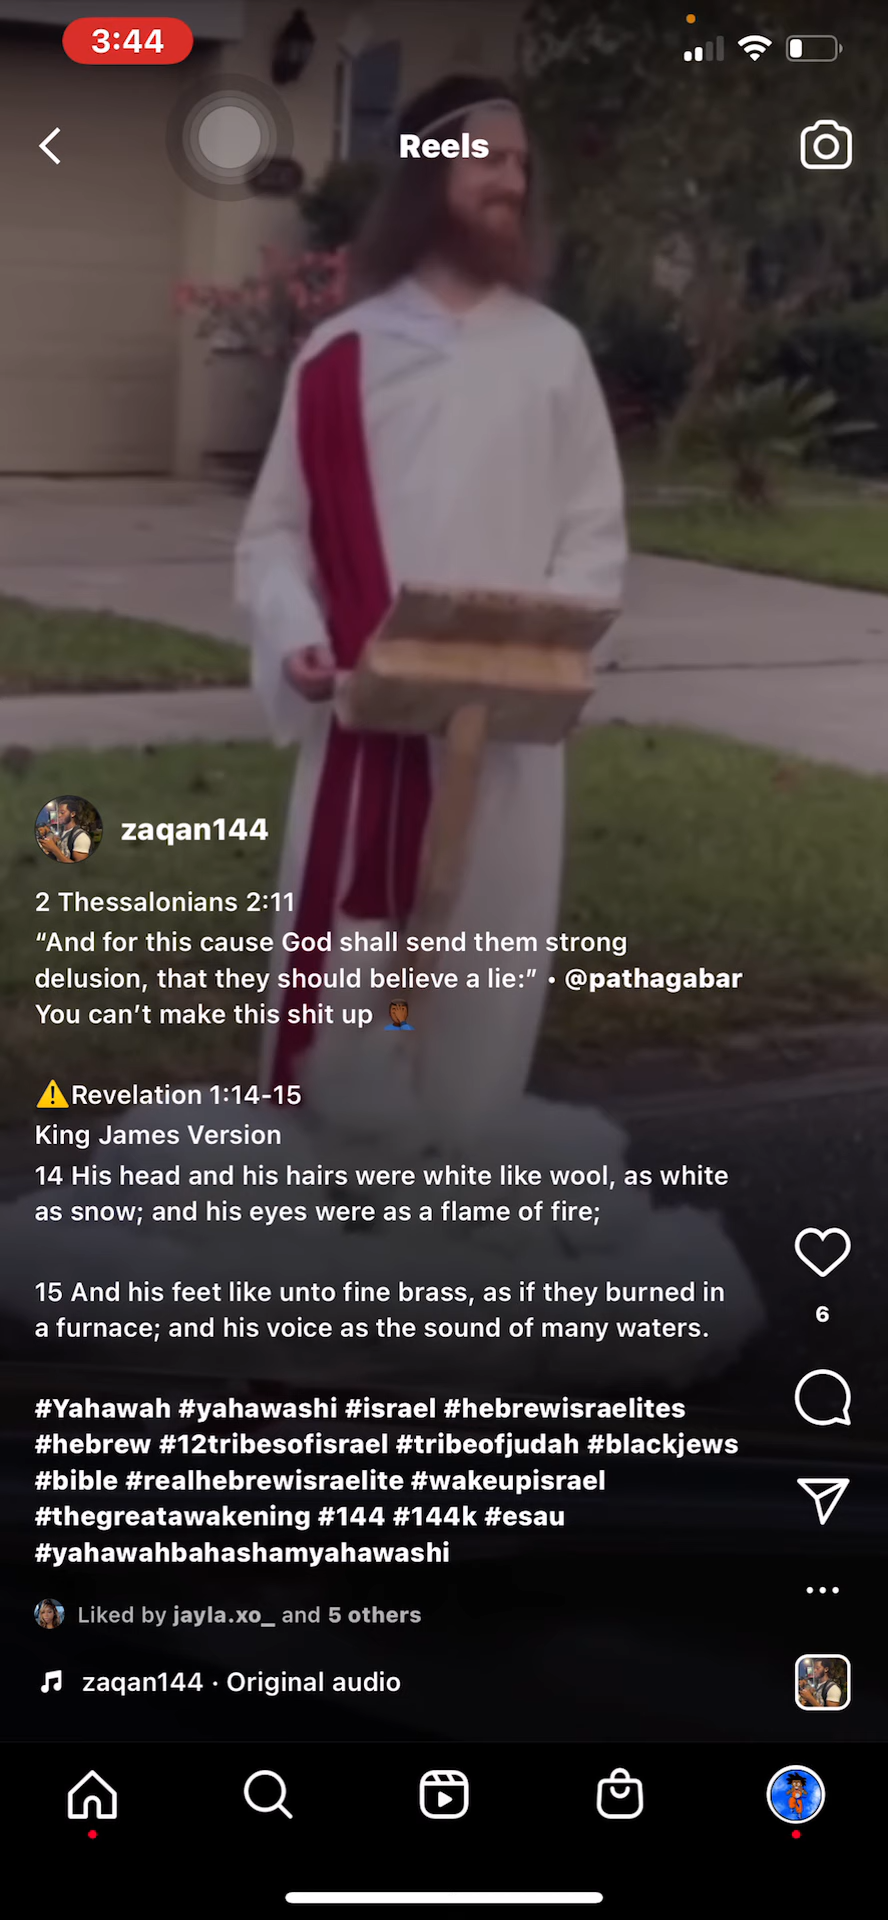 3:44
Reels
zaqan144
2 Thessalonians 2:11
“And for this cause God shall send them strong
delusion, that they should believe a lie:” • @pathagabar
You can’t make this shit up 🤦🏾‍♂️
⚠️Revelation 1:14-15
King James Version
14 His head and his hairs were white like wool, as white
as snow; and his eyes were as a flame of fire;
15 And his feet like unto fine brass, as if they burned in
a furnace; and his voice as the sound of many waters.
6
#Yahawah #yahawashi #israel #hebrewisraelites
#hebrew #12tribesofisrael #tribeofjudah #blackjews
#bible #realhebrewisraelite #wakeupisrael
#thegreatawakening #144 #144k #esau
#yahawahbahashamyahawashi
Liked by jayla.xo_ and 5 others
zaqan144 · Original audio